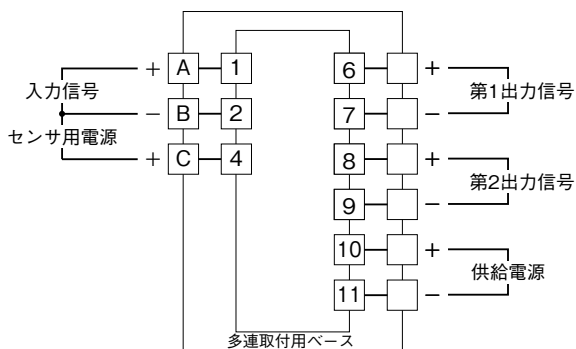 + A 1 6 +
入力信号 第1出力信号
− B 2 7 −
センサ用電源
+ C 4 8 +
第2出力信号
9 −
10 +
供給電源
11 −
多連取付用ベース